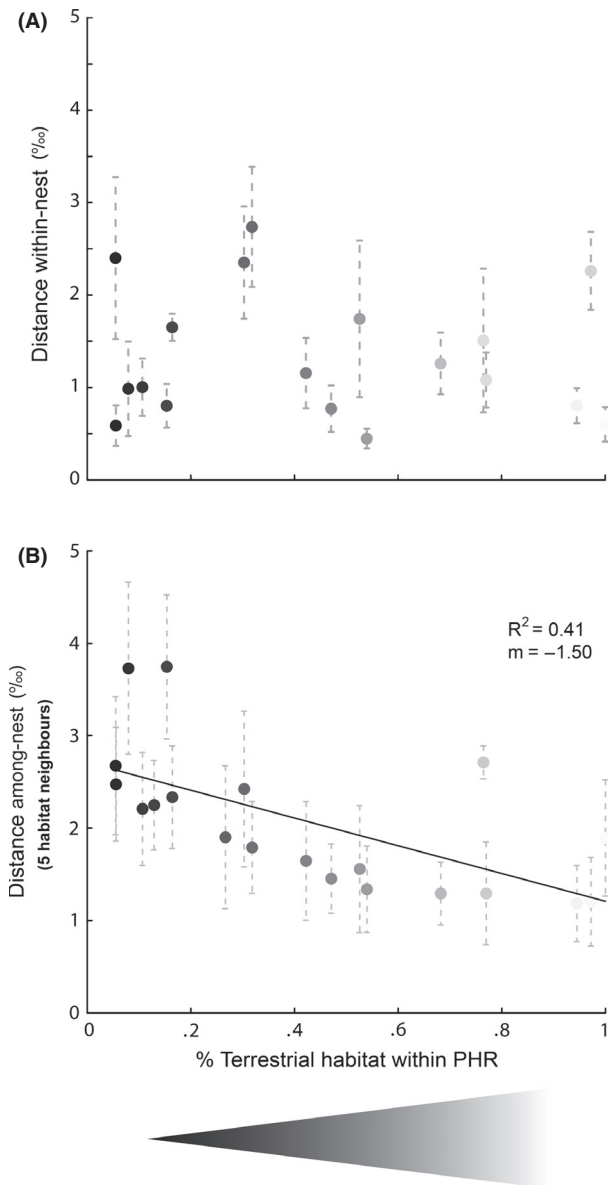 (A)
5
4
3
2
1
0
Distance within-nest (‰)
(B)
5
4
3
2
1
0
Distance among-nest (‰)
(5 habitat neighbours)
R² = 0.41
m = –1.50
0 .2 .4 .6 .8 1
% Terrestrial habitat within PHR